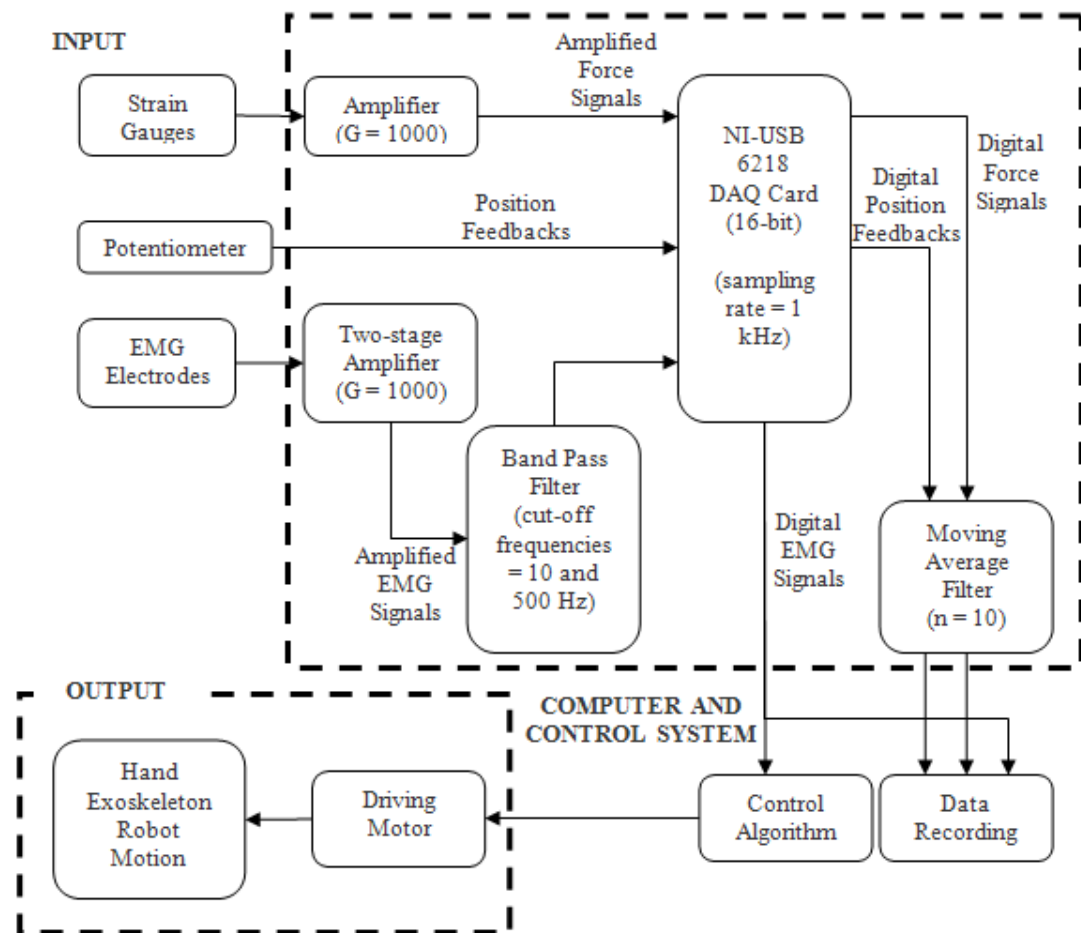 INPUT
Strain
Gauges
Amplifier
(G = 1000)
Amplified
Force
Signals
NI-USB
6218
DAQ Card
(16-bit)
(sampling
rate = 1
kHz)
Digital
Force
Signals
Digital
Position
Feedbacks
Potentiometer
Position
Feedbacks
EMG
Electrodes
Two-stage
Amplifier
(G = 1000)
Amplified
EMG
Signals
Band Pass
Filter
(cut-off
frequencies
= 10 and
500 Hz)
Digital
EMG
Signals
Moving
Average
Filter
(n = 10)
OUTPUT
COMPUTER AND
CONTROL SYSTEM
Hand
Exoskeleton
Robot
Motion
Driving
Motor
Control
Algorithm
Data
Recording